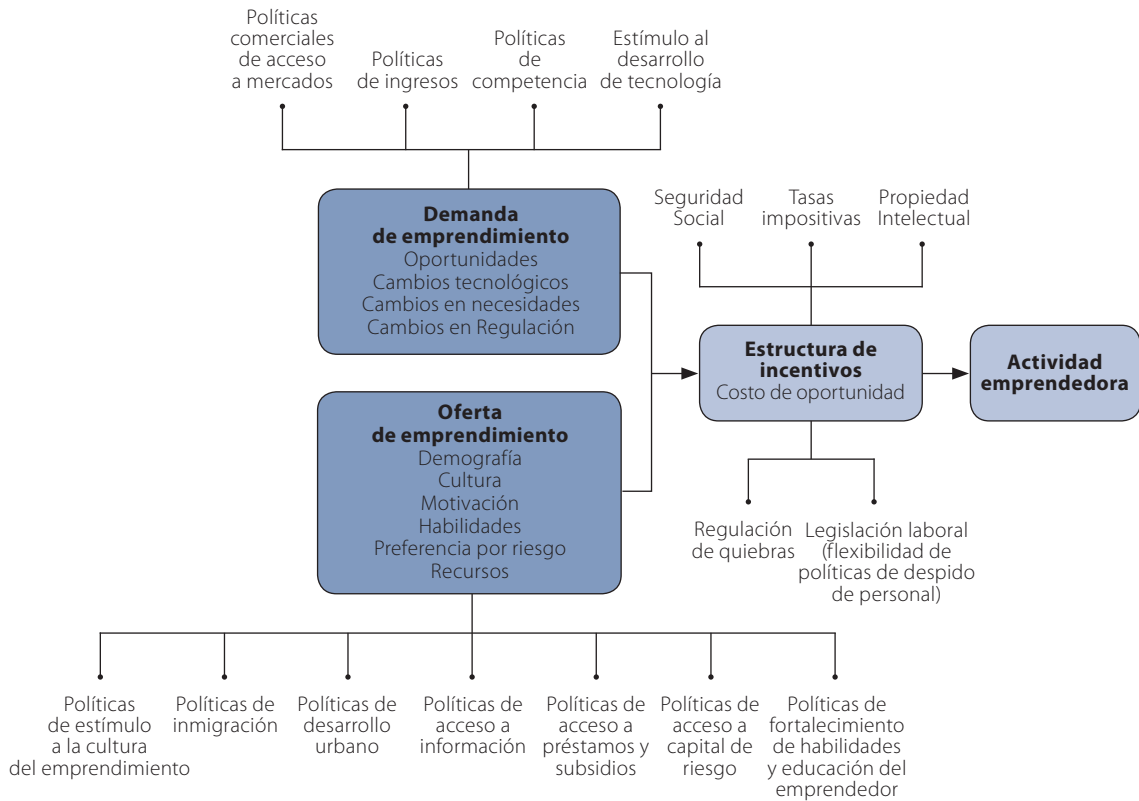 Políticas
comerciales
de acceso
a mercados
Políticas
de ingresos
Políticas
de
competencia
Estímulo al
desarrollo
de tecnología
Demanda
de emprendimiento
Oportunidades
Cambios tecnológicos
Cambios en necesidades
Cambios en Regulación
Seguridad
Social
Tasas
impositivas
Propiedad
Intelectual
Estructura de
incentivos
Costo de oportunidad
Actividad
emprendedora
Oferta
de emprendimiento
Demografía
Cultura
Motivación
Habilidades
Preferencia por riesgo
Recursos
Regulación
de quiebras
Legislación laboral
(flexibilidad de
políticas de despido
de personal)
Políticas
de estímulo
a la cultura
del emprendimiento
Políticas de
inmigración
Políticas de
desarrollo
urbano
Políticas de
acceso a
información
Políticas de
acceso a
préstamos y
subsidios
Políticas de
acceso a
capital de
riesgo
Políticas de
fortalecimiento
de habilidades
y educación del
emprendedor